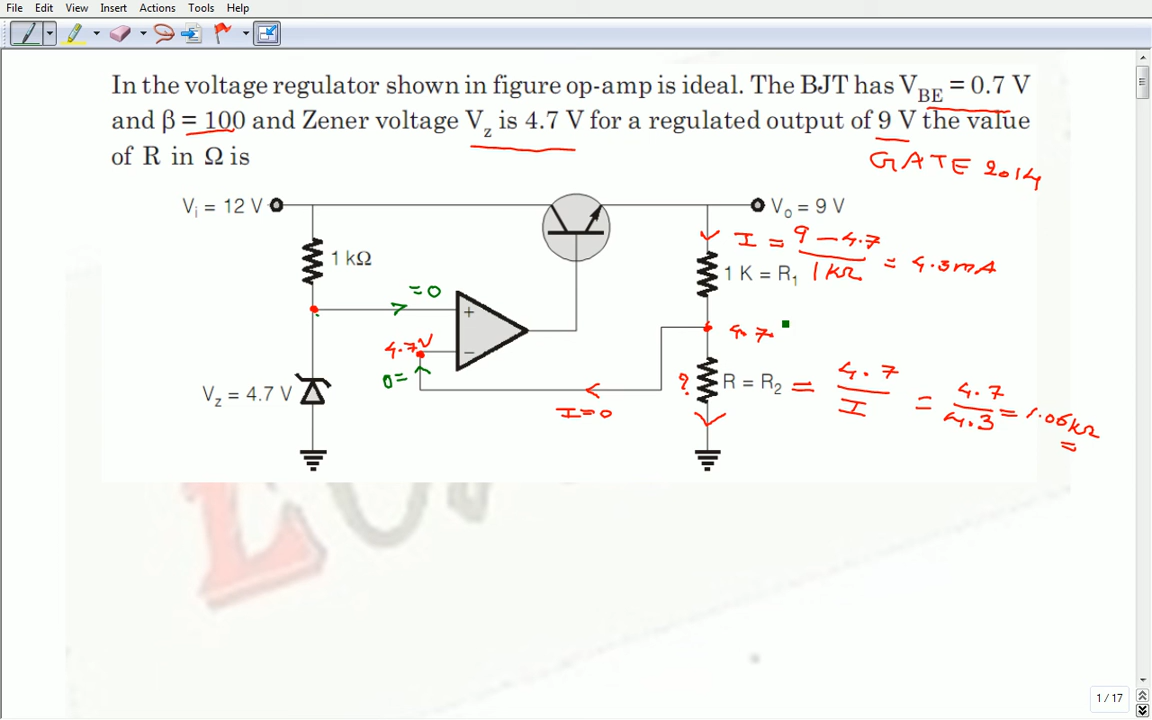 File Edit View Insert Actions Tools Help
In the voltage regulator shown in figure op-amp is ideal. The BJT has V_BE = 0.7 V
and β = 100 and Zener voltage V_z is 4.7 V for a regulated output of 9 V the value
of R in Ω is
GATE 2014
V_i = 12 V
V_o = 9 V
I = 9 – 4.7 / 1kΩ = 4.3mA
1 kΩ
1 K = R_1
=0
+
4.7
4.7V
–
0=
I=0
V_z = 4.7 V
?
R = R_2 = 4.7 / I = 4.7 / 4.3 = 1.06kΩ
1 / 17